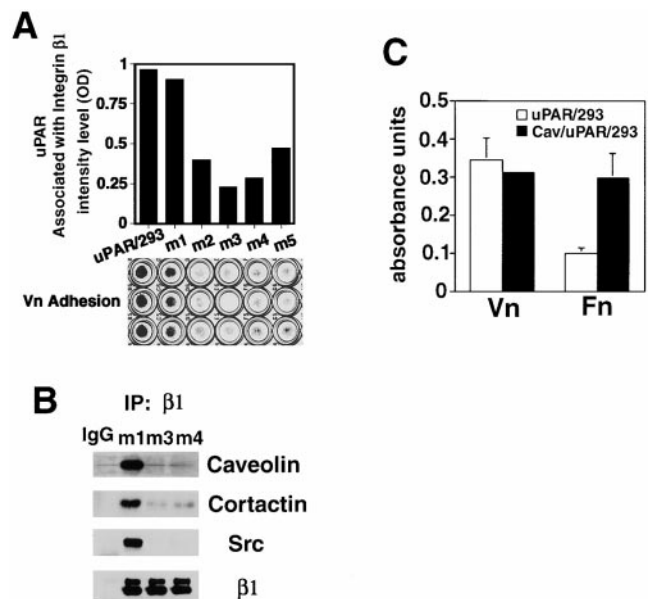 A
uPAR
Associated with Integrin β1
intensity level (OD)
1
0.75
0.5
0.25
0
uPAR/293 m1 m2 m3 m4 m5
Vn Adhesion
B
IP: β1
IgG m1 m3 m4
Caveolin
Cortactin
Src
β1
C
absorbance units
0.5
0.4
0.3
0.2
0.1
0
uPAR/293
Cav/uPAR/293
Vn Fn